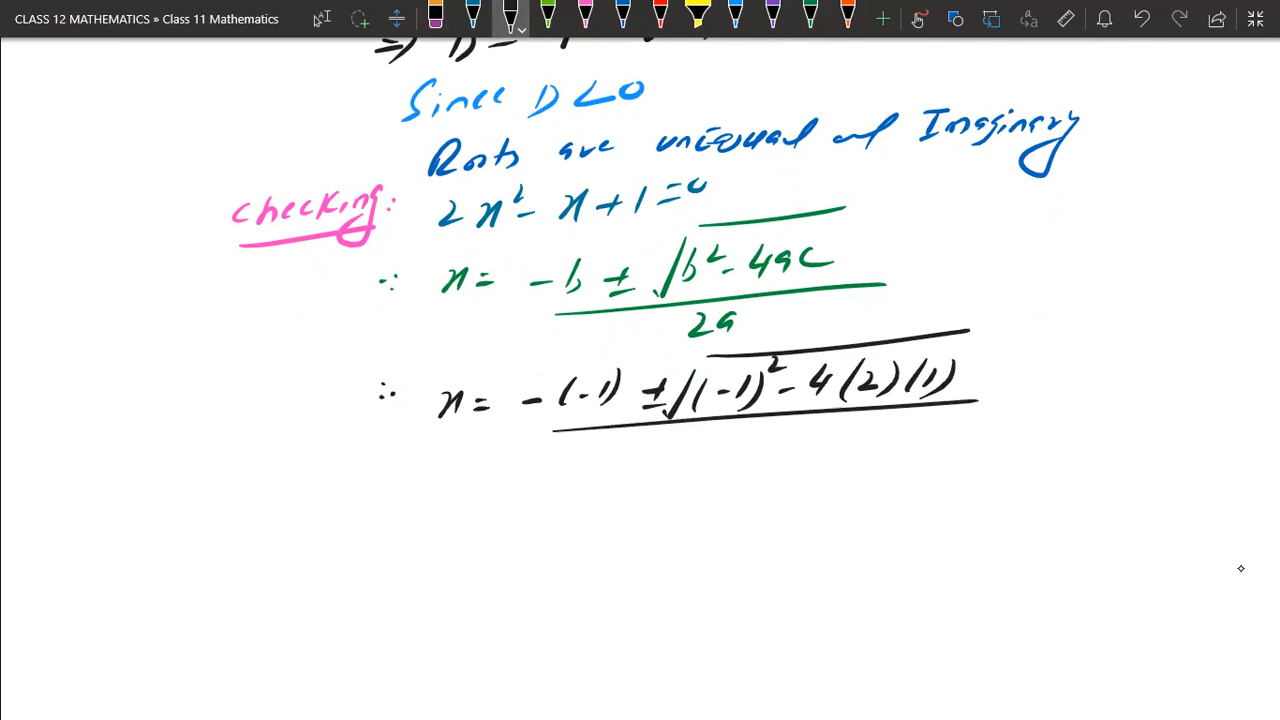 CLASS 12 MATHEMATICS » Class 11 Mathematics
Since D<0
Roots are unequal and Imaginary
checking:
2x² - x + 1 = 0
∵ x = -b ± √b² - 4ac / 2a
∴ x = -(-1) ± √(-1)² - 4(2)(1)